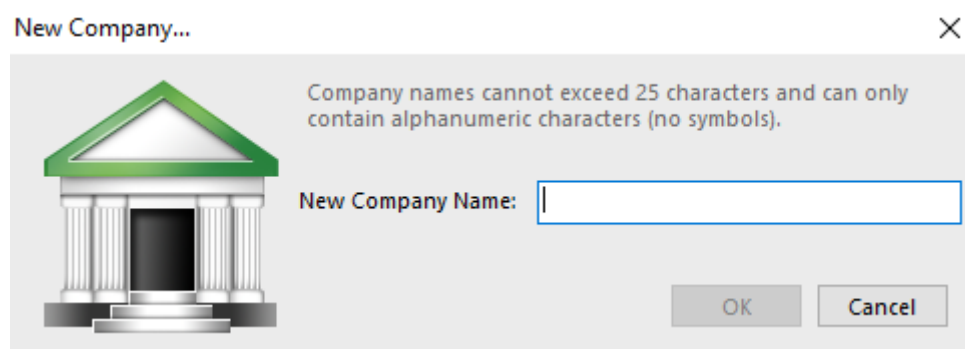 New Company...
Company names cannot exceed 25 characters and can only
contain alphanumeric characters (no symbols).
New Company Name:
OK
Cancel